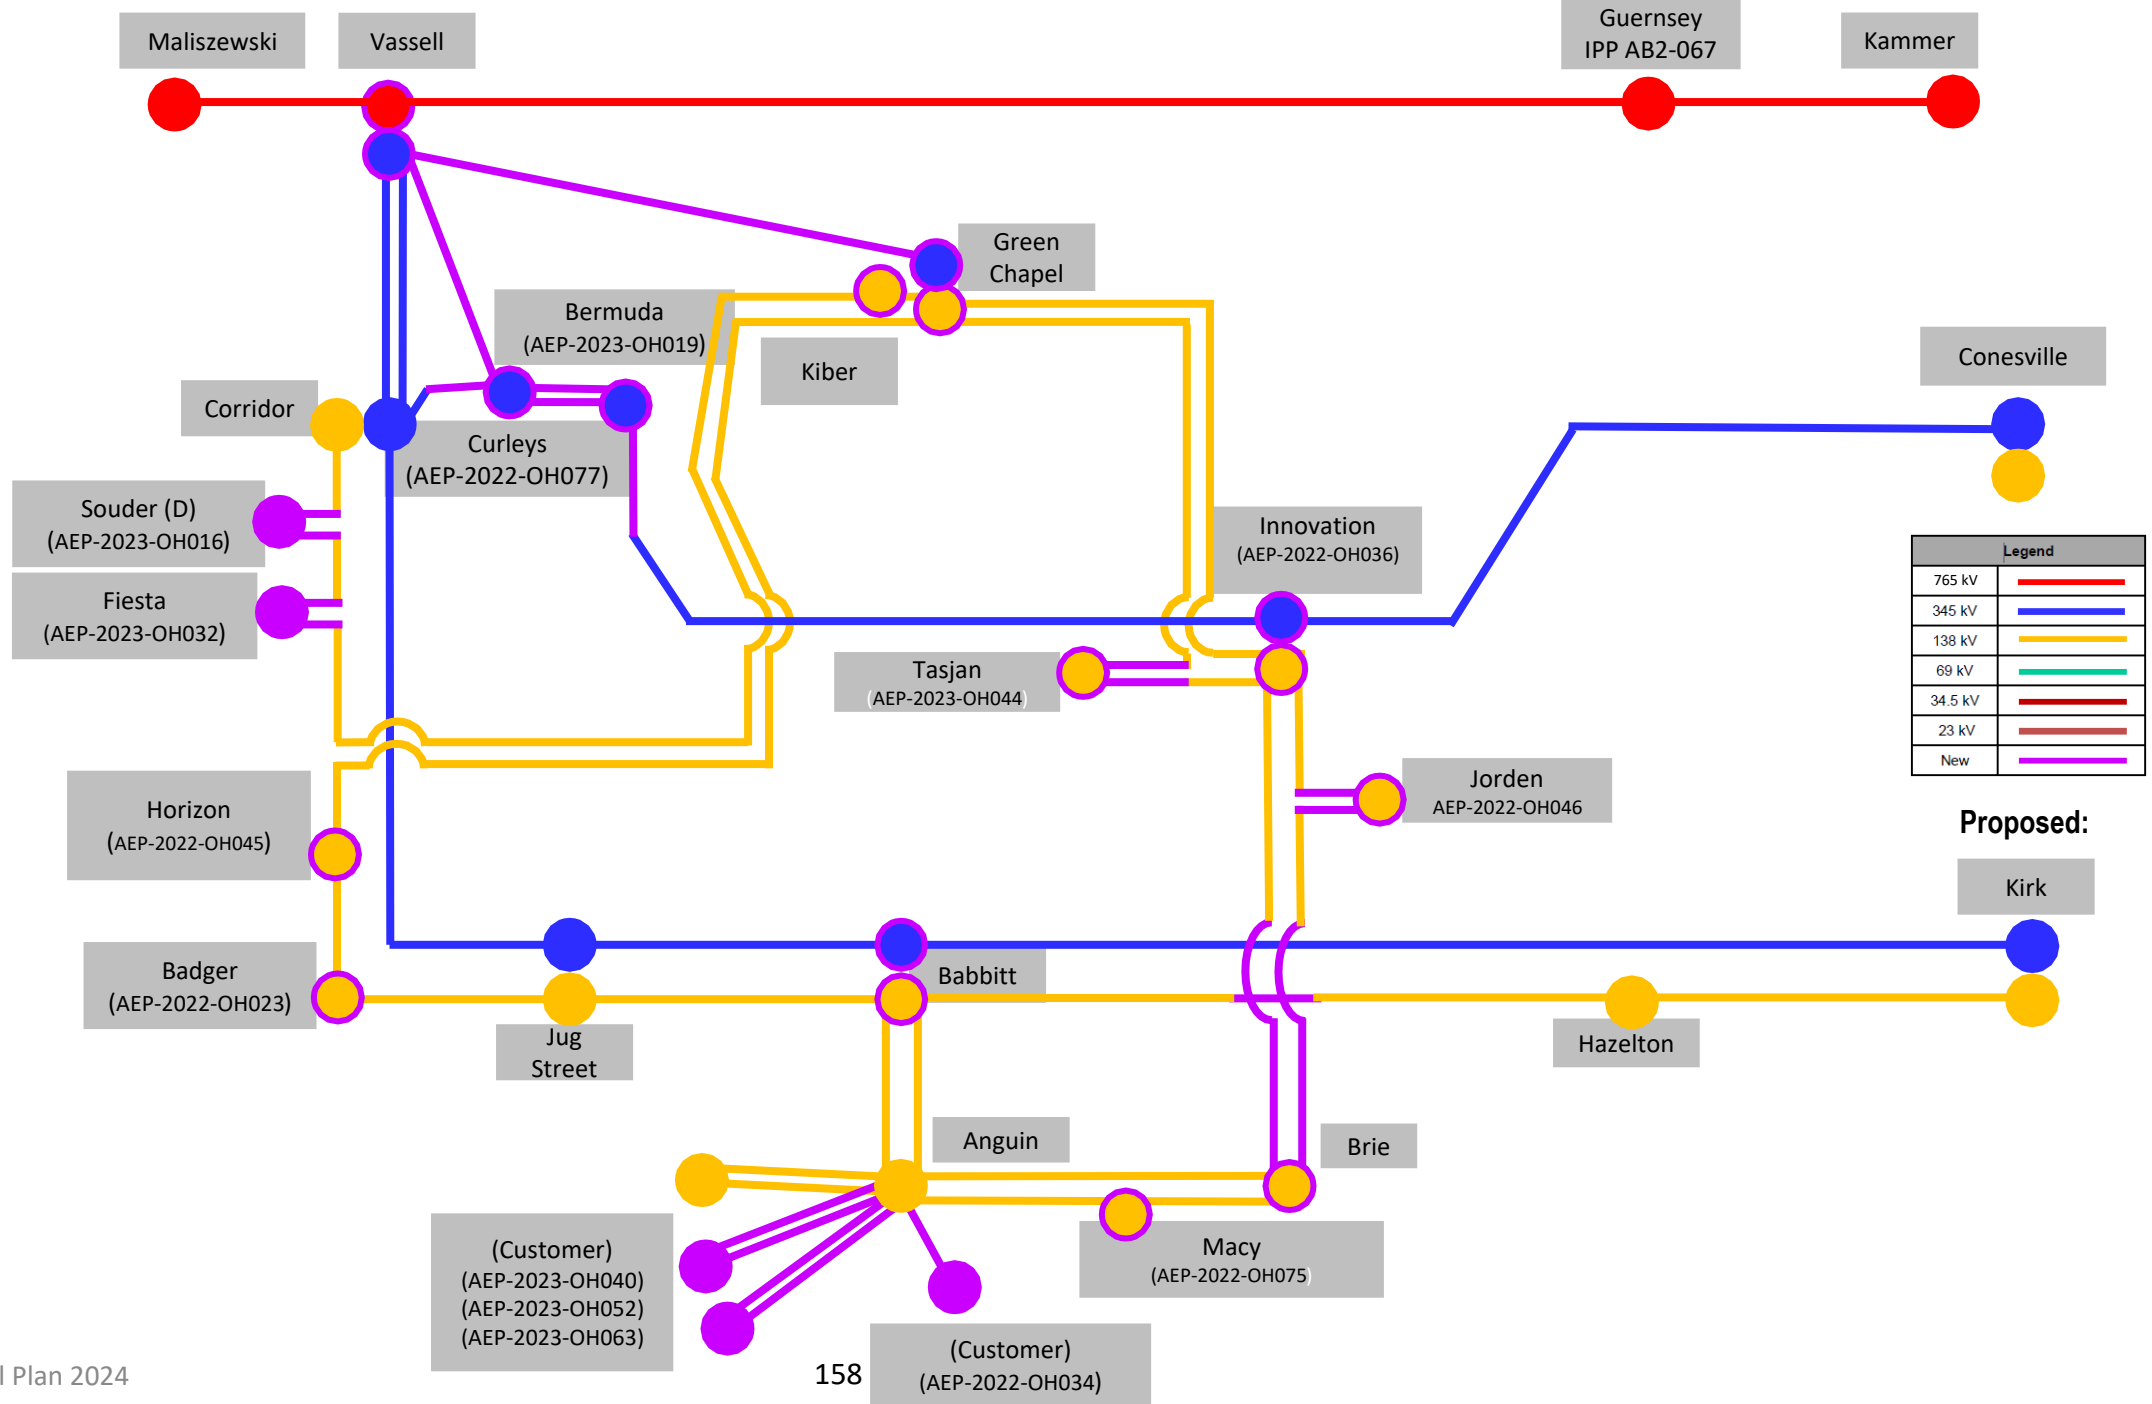 Maliszewski
Vassell
Guernsey
IPP AB2-067
Kammer
Green
Chapel
Bermuda
(AEP-2023-OH019)
Kiber
Conesville
Corridor
Curleys
(AEP-2022-OH077)
Souder (D)
(AEP-2023-OH016)
Innovation
(AEP-2022-OH036)
Fiesta
(AEP-2023-OH032)
Legend
765 kV
345 kV
138 kV
69 kV
34.5 kV
23 kV
New
Tasjan
(AEP-2023-OH044)
Horizon
(AEP-2022-OH045)
Jorden
AEP-2022-OH046
Proposed:
Kirk
Badger
(AEP-2022-OH023)
Babbitt
Jug
Street
Hazelton
Anguin
Brie
(Customer)
(AEP-2023-OH040)
(AEP-2023-OH052)
(AEP-2023-OH063)
Macy
(AEP-2022-OH075)
(Customer)
(AEP-2022-OH034)
l Plan 2024
158